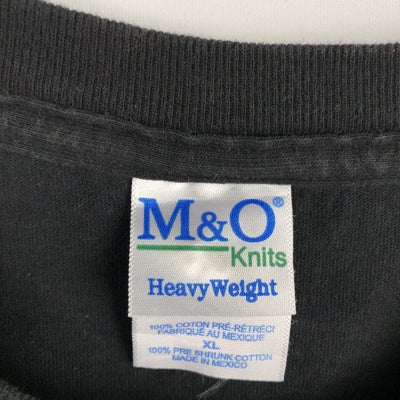 M&O®
Knits
HeavyWeight
100% COTON PRÉ-RÉTRÉCI
FABRIQUÉ AU MEXIQUE
XL
100% PRE SHRUNK COTTON
MADE IN MEXICO